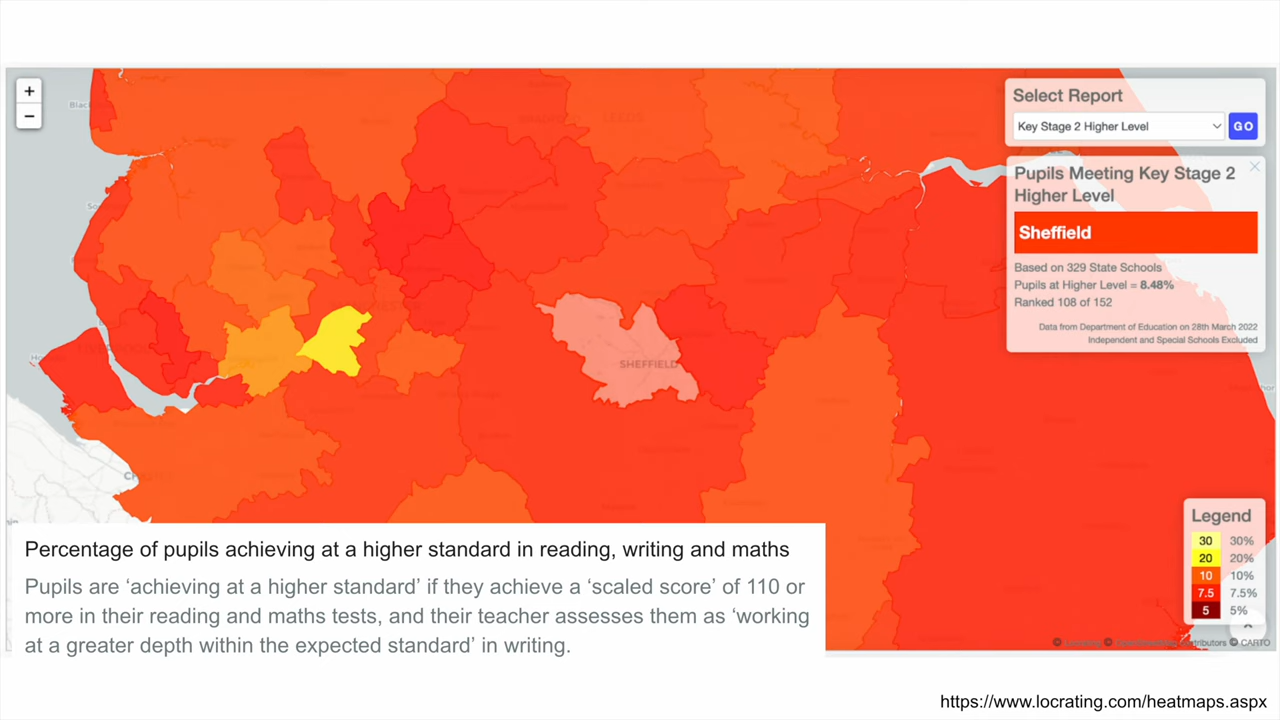 +
−
Select Report
Key Stage 2 Higher Level
GO
Pupils Meeting Key Stage 2
Higher Level
Sheffield
Based on 329 State Schools
Pupils at Higher Level = 8.48%
Ranked 108 of 152
Data from Department of Education on 28th March 2022
Independent and Special Schools Excluded
LEEDS
SHEFFIELD
Legend
30 30%
20 20%
10 10%
7.5 7.5%
5 5%
© CARTO
Percentage of pupils achieving at a higher standard in reading, writing and maths
Pupils are ‘achieving at a higher standard’ if they achieve a ‘scaled score’ of 110 or
more in their reading and maths tests, and their teacher assesses them as ‘working
at a greater depth within the expected standard’ in writing.
https://www.locrating.com/heatmaps.aspx